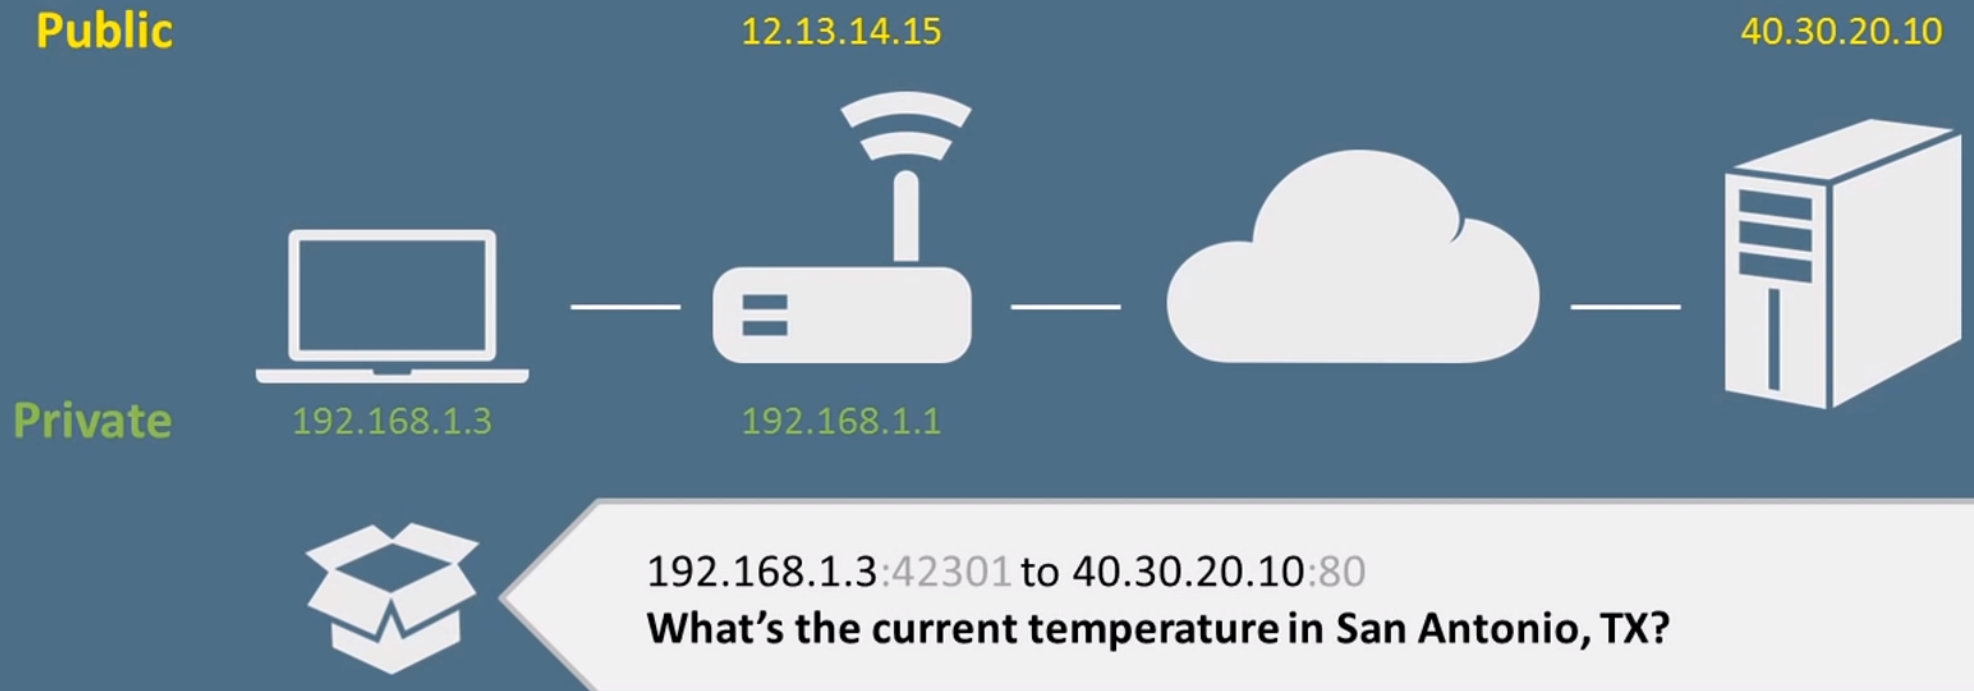 Public 12.13.14.15 40.30.20.10
Private 192.168.1.3 192.168.1.1
192.168.1.3:42301 to 40.30.20.10:80
What’s the current temperature in San Antonio, TX?